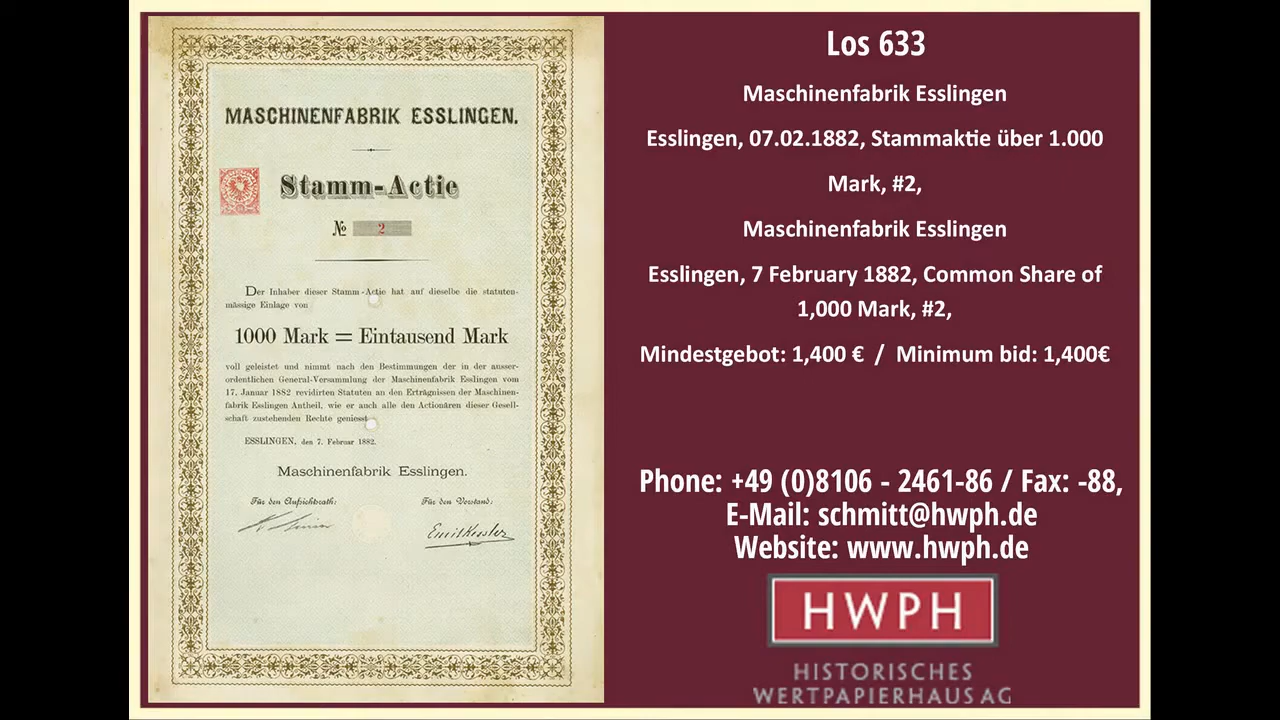 MASCHINENFABRIK ESSLINGEN.
Stamm-Actie
№ 2
Der Inhaber dieser Stamm-Actie hat auf dieselbe die statuten-
mässige Einlage von
1000 Mark = Eintausend Mark
voll geleistet und nimmt nach den Bestimmungen der in der ausser-
ordentlichen General-Versammlung der Maschinenfabrik Esslingen vom
17. Januar 1882 revidirten Statuten an den Erträgnissen der Maschinen-
fabrik Esslingen Antheil, wie er auch alle den Actionären dieser Gesell-
schaft zustehenden Rechte geniesst.
ESSLINGEN, den 7. Februar 1882.
Maschinenfabrik Esslingen.
Für den Aufsichtsrath: Für den Vorstand:
Emil Kessler
Los 633
Maschinenfabrik Esslingen
Esslingen, 07.02.1882, Stammaktie über 1.000
Mark, #2,
Maschinenfabrik Esslingen
Esslingen, 7 February 1882, Common Share of
1,000 Mark, #2,
Mindestgebot: 1,400 € / Minimum bid: 1,400€
Phone: +49 (0)8106 - 2461-86 / Fax: -88,
E-Mail: schmitt@hwph.de
Website: www.hwph.de
HWPH
HISTORISCHES
WERTPAPIERHAUS AG